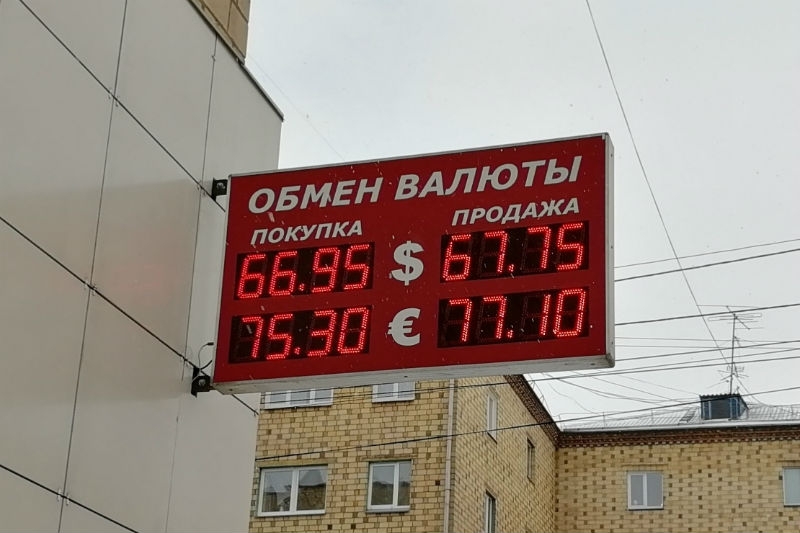 ОБМЕН ВАЛЮТЫ
ПОКУПКА ПРОДАЖА
66.95 $ 67.75
75.30 € 77.10